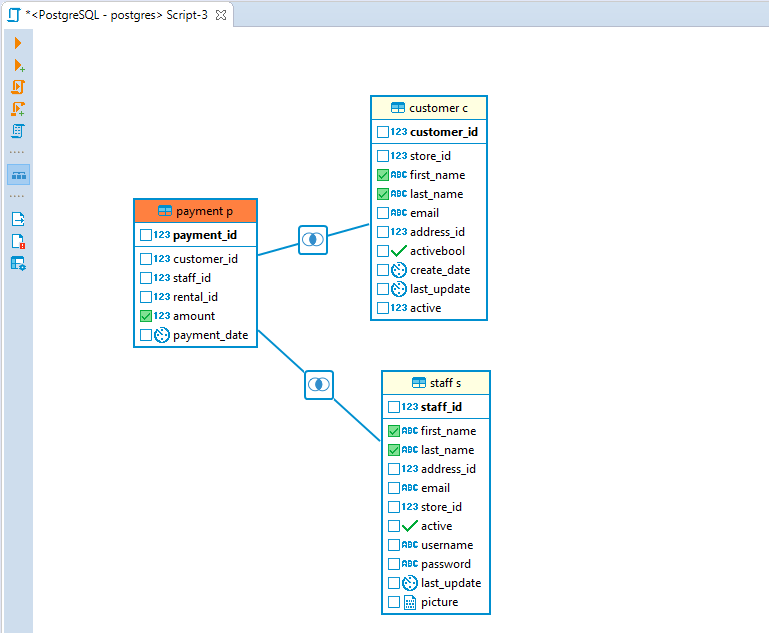 *<PostgreSQL - postgres> Script-3
customer c
123 customer_id
123 store_id
ABC first_name
ABC last_name
ABC email
123 address_id
activebool
create_date
last_update
123 active
payment p
123 payment_id
123 customer_id
123 staff_id
123 rental_id
123 amount
payment_date
staff s
123 staff_id
ABC first_name
ABC last_name
123 address_id
ABC email
123 store_id
active
ABC username
ABC password
last_update
picture